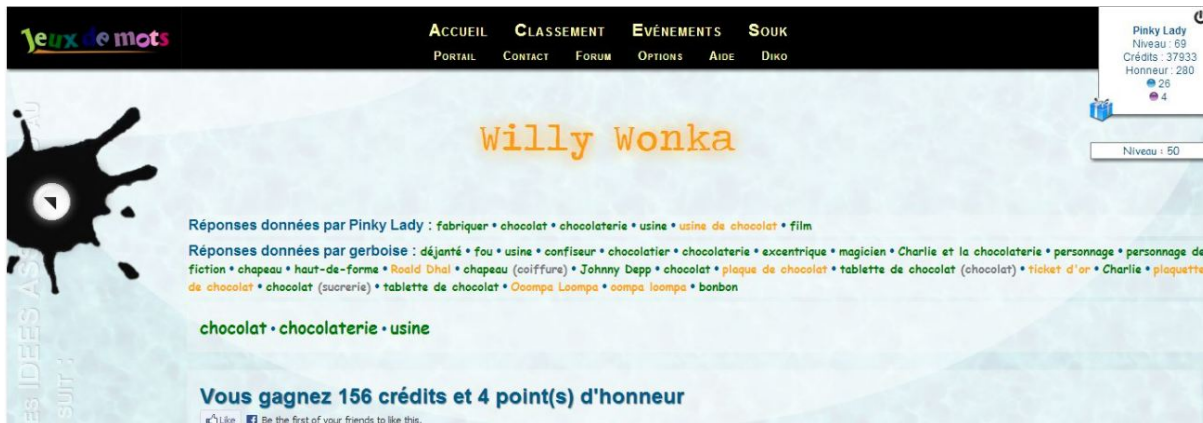 Jeux de mots
Accueil Classement Evénements Souk
Portail Contact Forum Options Aide Diko
Pinky Lady
Niveau : 69
Crédits : 37933
Honneur : 280
26
4
Niveau : 50
Willy Wonka
Réponses données par Pinky Lady : fabriquer • chocolat • chocolaterie • usine • usine de chocolat • film
Réponses données par gerboise : déjanté • fou • usine • confiseur • chocolatier • chocolaterie • excentrique • magicien • Charlie et la chocolaterie • personnage • personnage de
fiction • chapeau • haut-de-forme • Roald Dhal • chapeau (coiffure) • Johnny Depp • chocolat • plaque de chocolat • tablette de chocolat (chocolat) • ticket d'or • Charlie • plaquette
de chocolat • chocolat (sucrerie) • tablette de chocolat • Ooompa Loompa • oompa loompa • bonbon
chocolat • chocolaterie • usine
Vous gagnez 156 crédits et 4 point(s) d'honneur
Like Be the first of your friends to like this.
ES IDEES ASS
SUR :